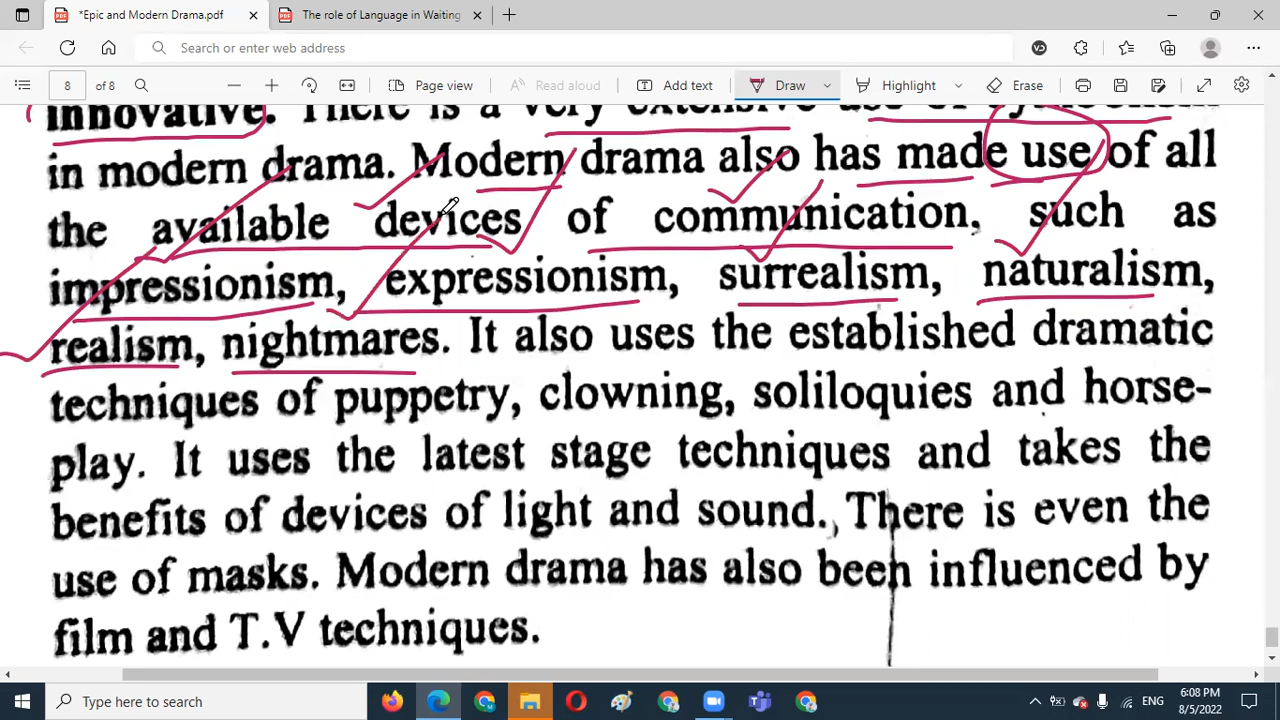 *Epic and Modern Drama.pdf
The role of Language in Waiting
Search or enter web address
8 of 8
Page view
Read aloud
Add text
Draw
Highlight
Erase
innovative. There is a very extensive use of symbolism
in modern drama. Modern drama also has made use of all
the available devices of communication, such as
impressionism, expressionism, surrealism, naturalism,
realism, nightmares. It also uses the established dramatic
techniques of puppetry, clowning, soliloquies and horse-
play. It uses the latest stage techniques and takes the
benefits of devices of light and sound. There is even the
use of masks. Modern drama has also been influenced by
film and T.V techniques.
Type here to search
ENG
6:08 PM
8/5/2022